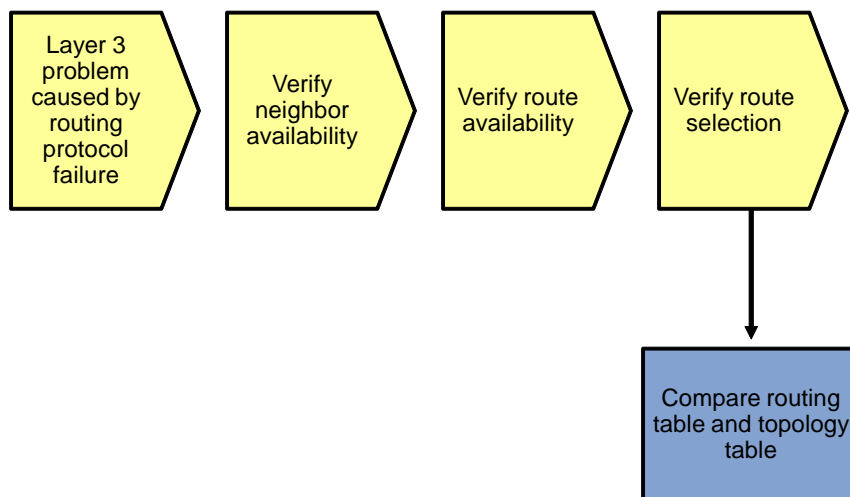 Layer 3
problem
caused by
routing
protocol
failure
Verify
neighbor
availability
Verify route
availability
Verify route
selection
Compare routing
table and topology
table